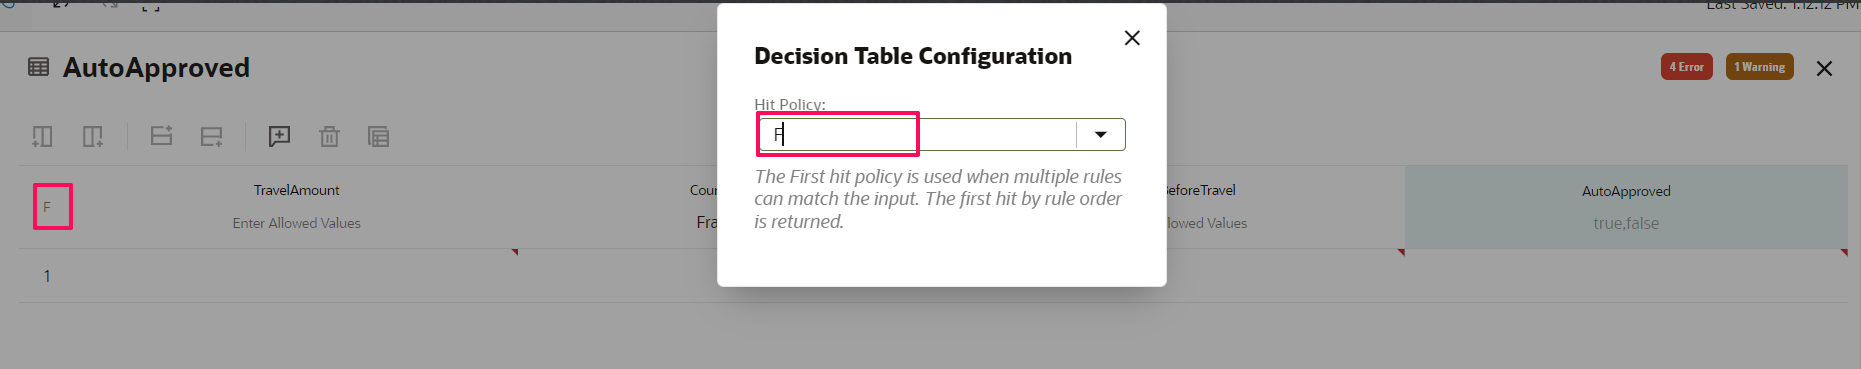 Last Saved: 1:12:12 PM
AutoApproved
4 Error
1 Warning
Decision Table Configuration
Hit Policy:
F
The First hit policy is used when multiple rules
can match the input. The first hit by rule order
is returned.
F
TravelAmount
Enter Allowed Values
Cour
Fra
BeforeTravel
lowed Values
AutoApproved
true,false
1